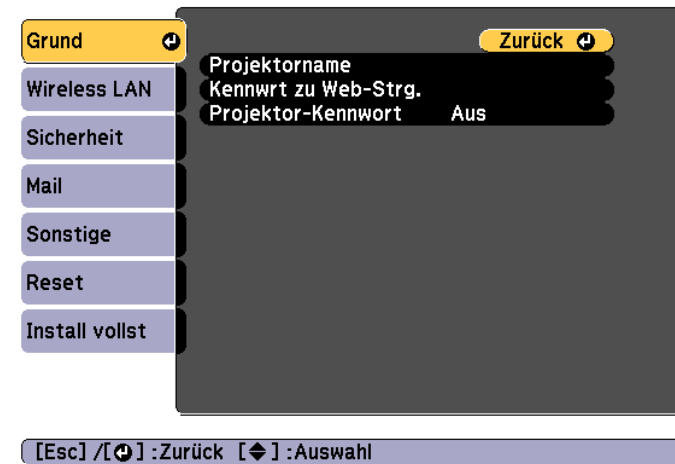 Grund
Zurück
Projektorname
Wireless LAN
Kennwrt zu Web-Strg.
Projektor-Kennwort Aus
Sicherheit
Mail
Sonstige
Reset
Install vollst
[Esc] /[⏎] :Zurück [◆] :Auswahl